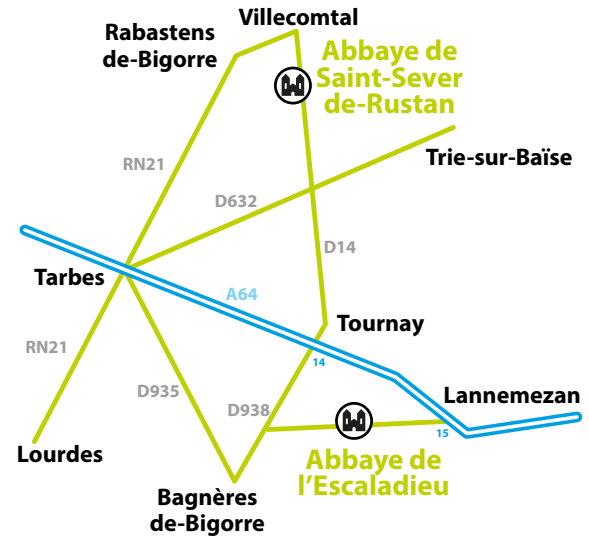 Villecomtal
Rabastens
de-Bigorre
Abbaye de
Saint-Sever
de-Rustan
Trie-sur-Baïse
RN21
D632
D14
Tarbes
A64
Tournay
RN21
14
D935
D938
Lannemezan
15
Lourdes
Abbaye de
l'Escaladieu
Bagnères
de-Bigorre